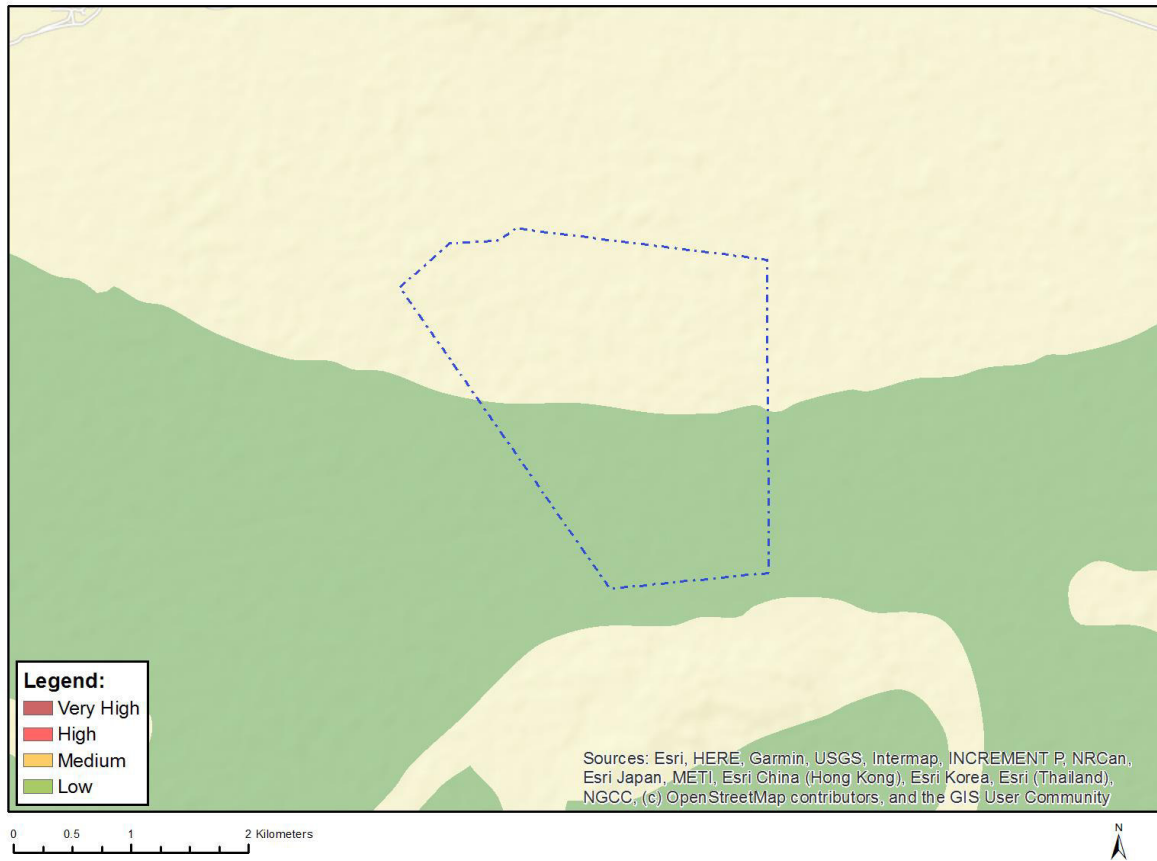 Legend:
Very High
High
Medium
Low
Sources: Esri, HERE, Garmin, USGS, Intermap, INCREMENT P, NRCan,
Esri Japan, METI, Esri China (Hong Kong), Esri Korea, Esri (Thailand),
NGCC, (c) OpenStreetMap contributors, and the GIS User Community
0 0.5 1 2 Kilometers
N